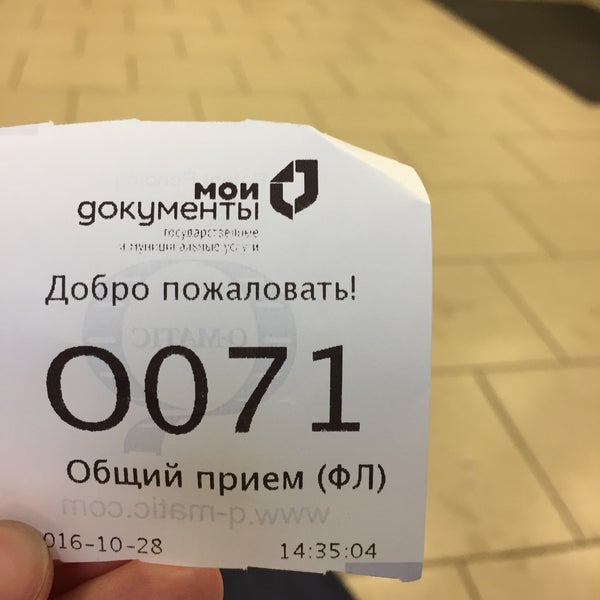 мои
документы
государственные
и муниципальные услуги
Добро пожаловать!
Q-MATIC
О071
Общий прием (ФЛ)
www.q-matic.com
016-10-28 14:35:04